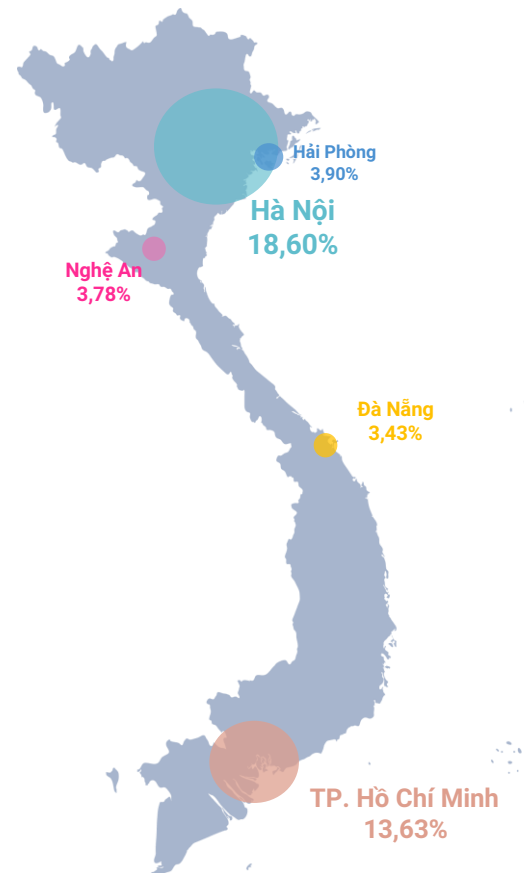 Hải Phòng
3,90%
Hà Nội
18,60%
Nghệ An
3,78%
Đà Nẵng
3,43%
TP. Hồ Chí Minh
13,63%